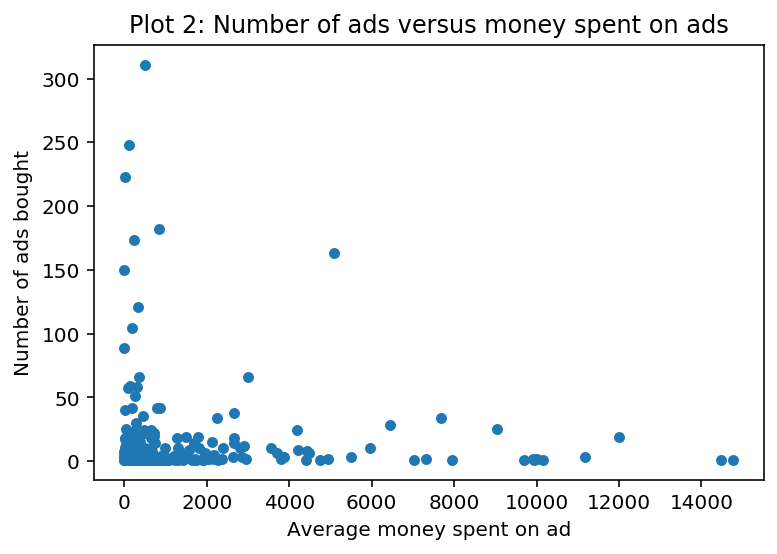 Plot 2: Number of ads versus money spent on ads
300
250
200
150
100
50
0
Number of ads bought
0 2000 4000 6000 8000 10000 12000 14000
Average money spent on ad